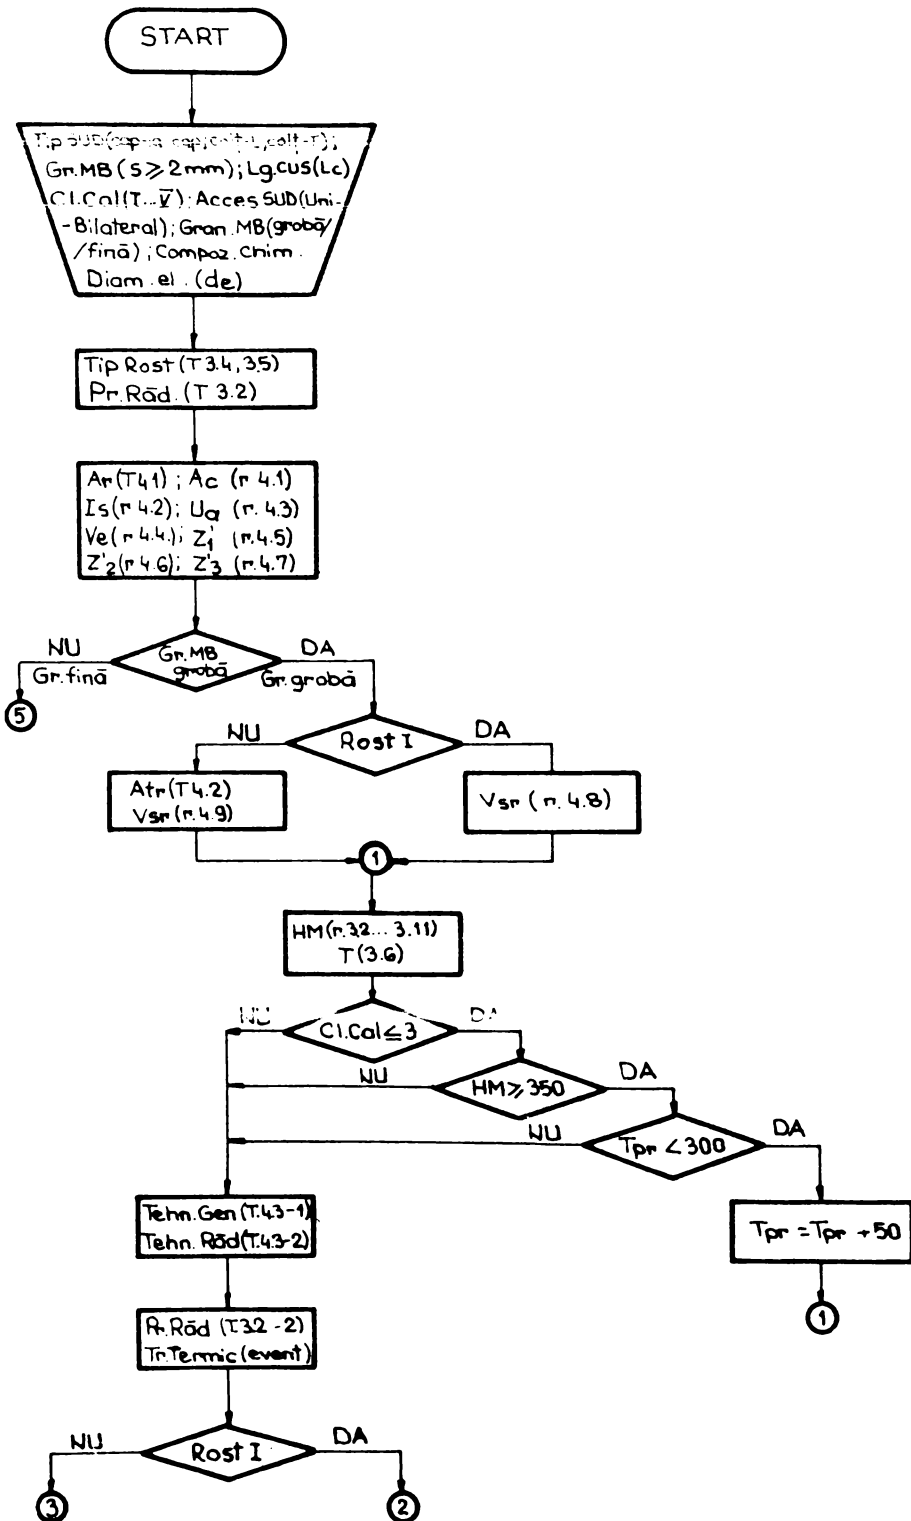 START
Tip SUD(cap-la cap;colt-L,colt-T);
Gr.MB (S⩾2mm); Lg.CUS(Lc)
Cl.Cal(I...V̄); Acces SUD(Uni-
-Bilateral); Gran.MB(grobă/
/fină); Compoz.chim.
Diam.el.(de)
Tip Rost (T 3.4, 3.5)
Pr.Răd. (T 3.2)
Ar(T4.1) ; Ac (r. 4.1)
Is(r 4.2); Ua (r. 4.3)
Ve(r 4.4.); Z'1 (r.4.5)
Z'2(r.4.6); Z'3 (r.4.7)
NU
Gr.MB
grobă
DA
Gr.fină
Gr.grobă
5
NU
Rost I
DA
Atr(T4.2)
Vsr(r.4.9)
Vsr (r. 4.8)
1
HM(r.3.2... 3.11)
T(3.6)
NU
Cl.Cal≤3
DA
NU
HM⩾350
DA
NU
Tpr <300
DA
Tehn.Gen(T.4.3-1)
Tehn.Răd(T.4.3-2)
Tpr =Tpr +50
1
Pr.Răd (T.3.2-2)
Tr.Termic(event)
NU
Rost I
DA
3
2